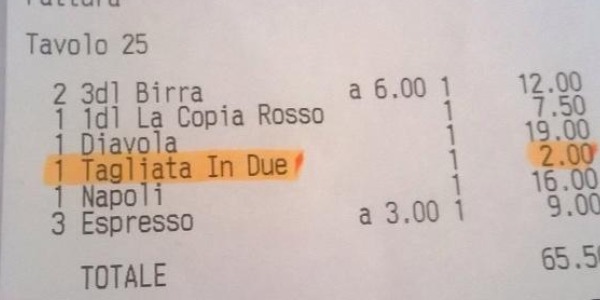 Fattura
Tavolo 25
2 3dl Birra a 6.00 1 12.00
1 1dl La Copia Rosso 1 7.50
1 Diavola 1 19.00
1 Tagliata In Due 1 2.00
1 Napoli 1 16.00
3 Espresso a 3.00 1 9.00
TOTALE 65.50